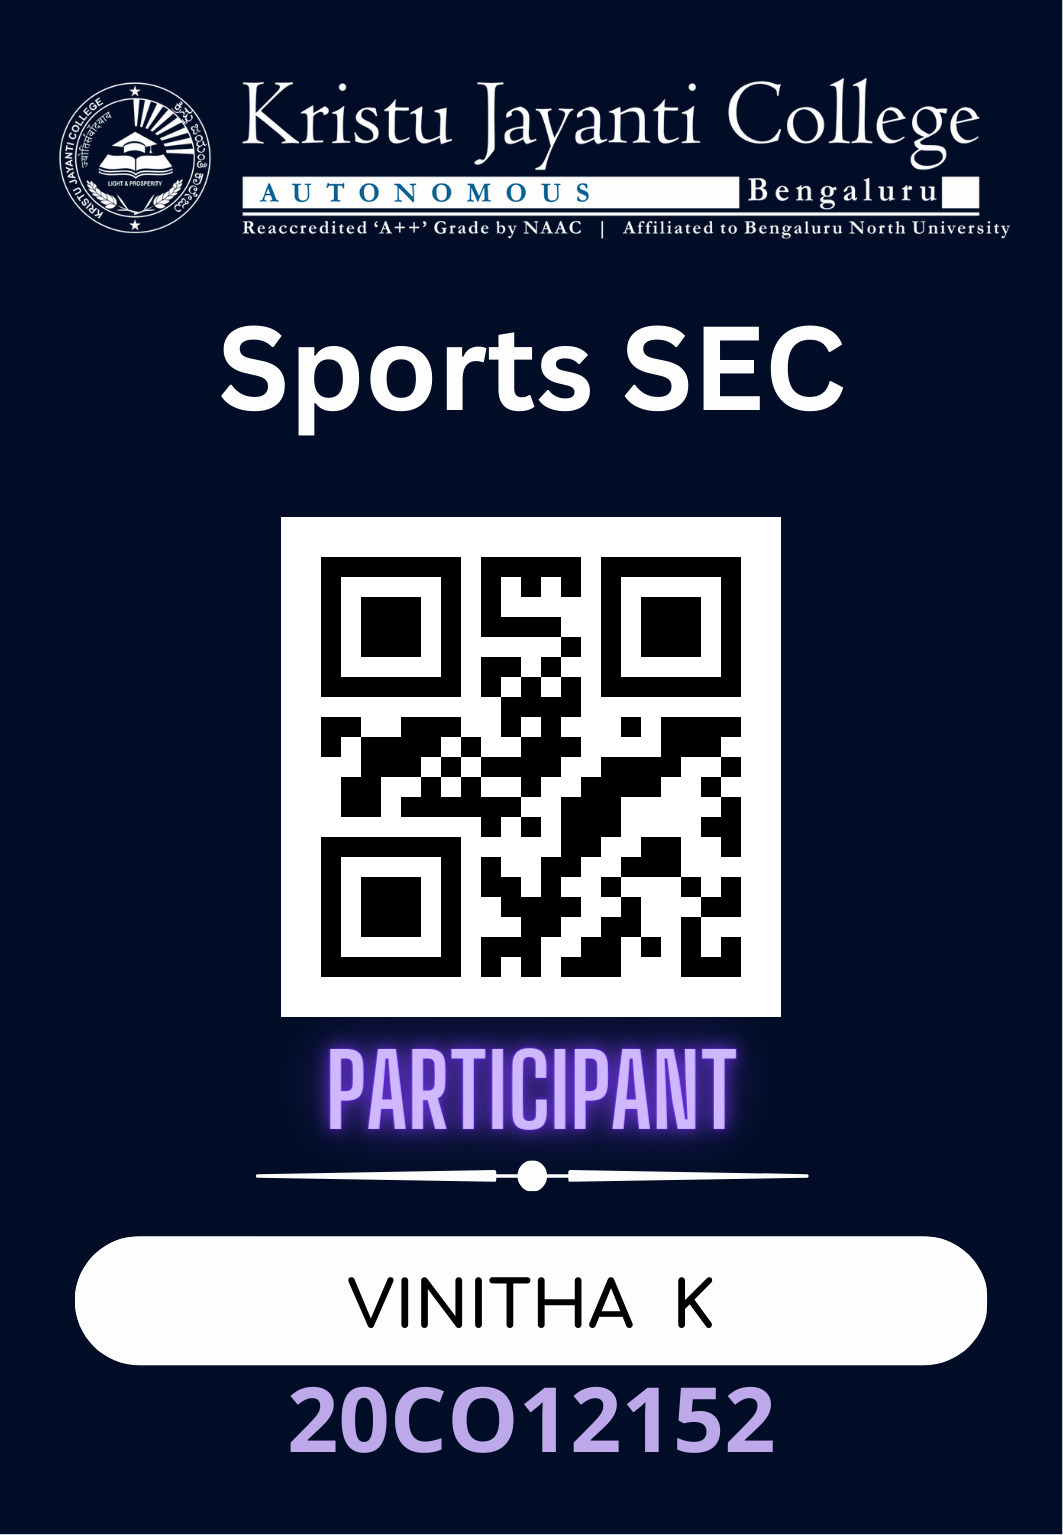 Kristu Jayanti College
AUTONOMOUS Bengaluru
Reaccredited ‘A++’ Grade by NAAC | Affiliated to Bengaluru North University
KRISTU JAYANTI COLLEGE
LIGHT & PROSPERITY
Sports SEC
PARTICIPANT
VINITHA K
20CO12152